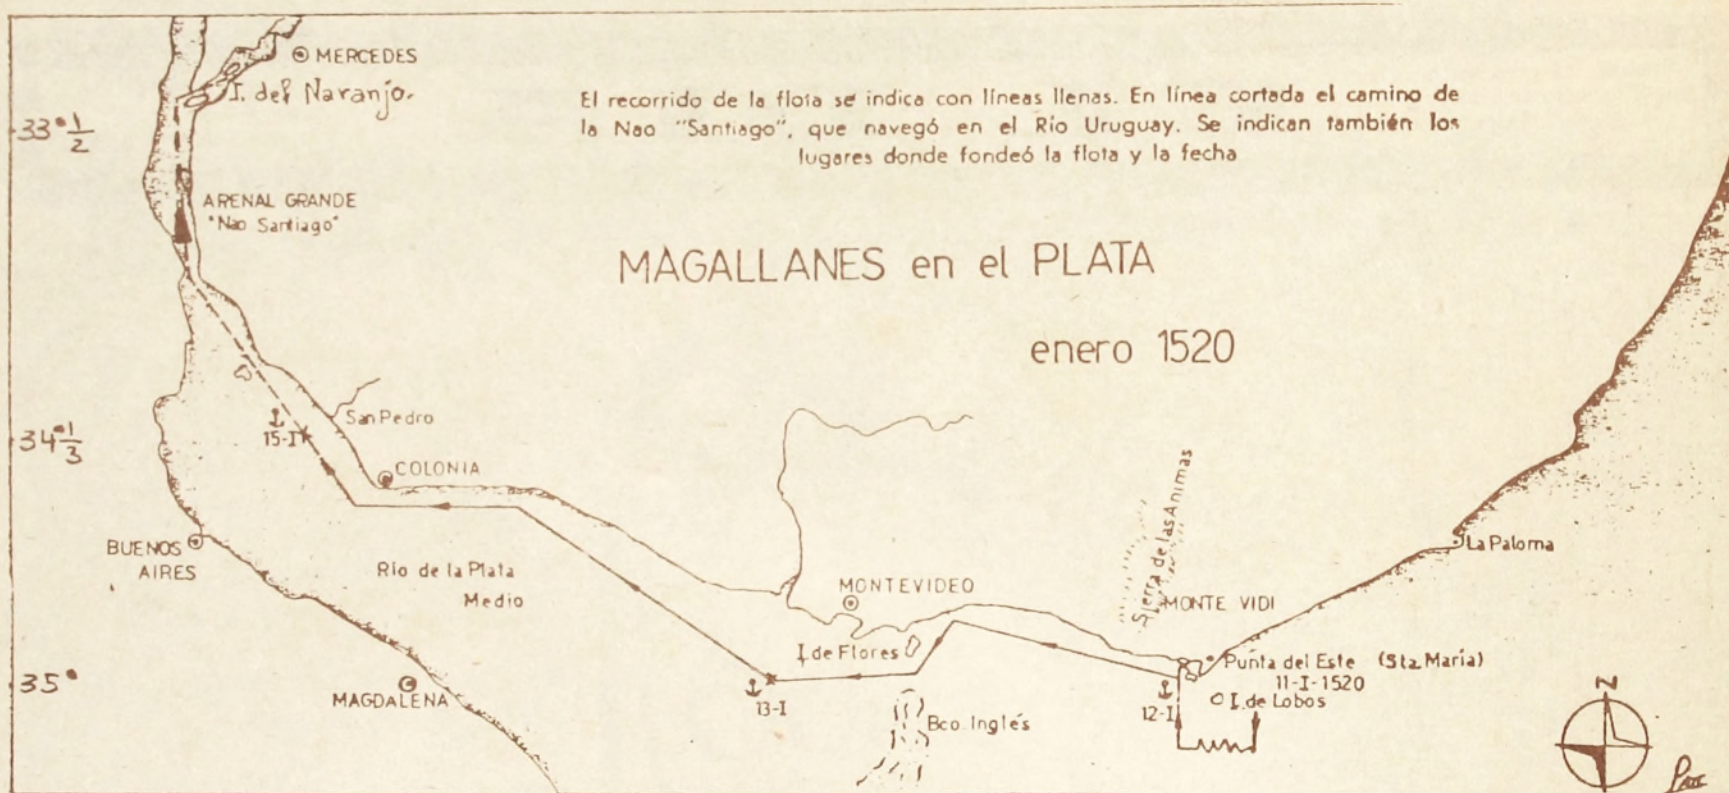 MERCEDES
I. del Naranjo.
El recorrido de la flota se indica con líneas llenas. En línea cortada el camino de
la Nao "Santiago", que navegó en el Río Uruguay. Se indican también los
lugares donde fondeó la flota y la fecha
33° 1/2
ARENAL GRANDE
"Nao Santiago"
MAGALLANES en el PLATA
enero 1520
San Pedro
15-I
34° 1/3
COLONIA
Sierra de las Animas
BUENOS
AIRES
La Paloma
Río de la Plata
Medio
MONTEVIDEO
MONTE VIDI
I. de Flores
Punta del Este (Sta. María)
11-I-1520
35°
MAGDALENA
13-I
12-I
I. de Lobos
Bco. Inglés
N